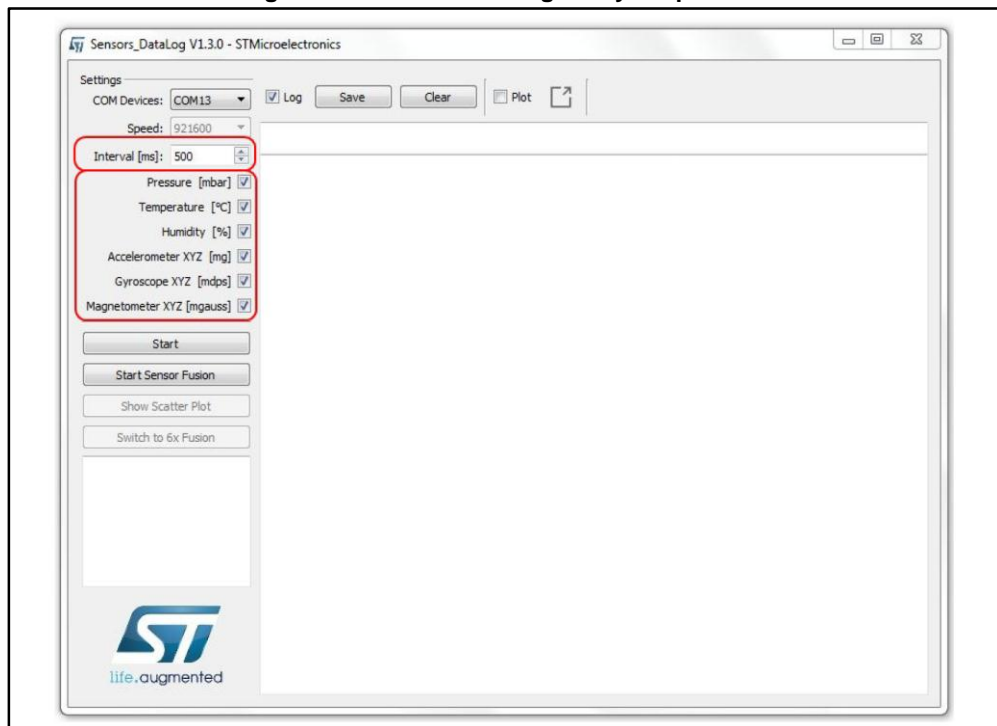 Sensors_DataLog V1.3.0 - STMicroelectronics
Settings
COM Devices: COM13
Log Save Clear Plot
Speed: 921600
Interval [ms]: 500
Pressure [mbar]
Temperature [ºC]
Humidity [%]
Accelerometer XYZ [mg]
Gyroscope XYZ [mdps]
Magnetometer XYZ [mgauss]
Start
Start Sensor Fusion
Show Scatter Plot
Switch to 6x Fusion
ST
life.augmented